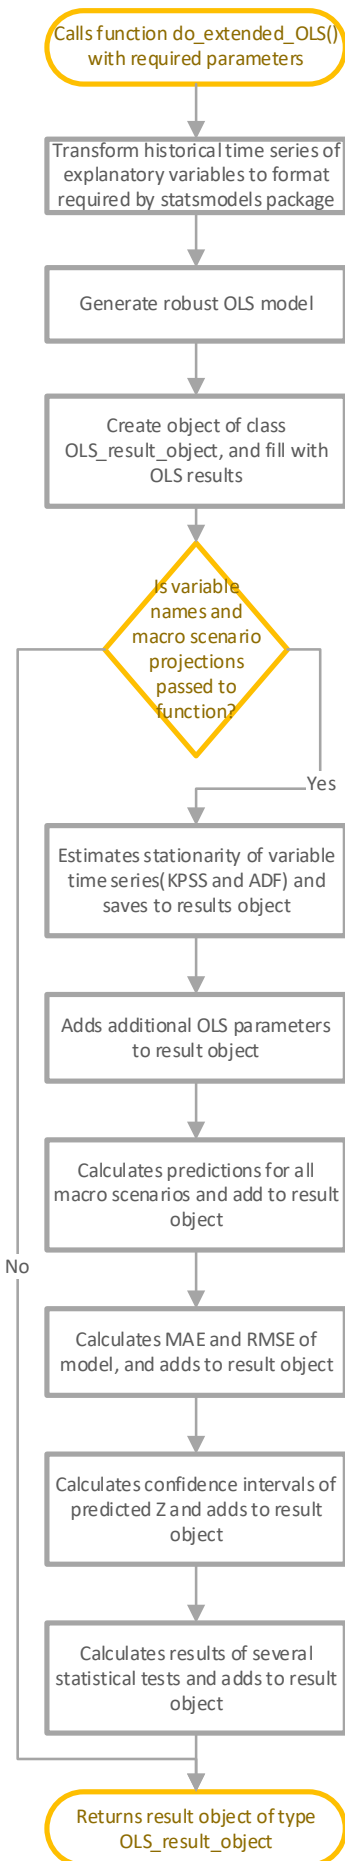 Calls function do_extended_OLS()
with required parameters
Transform historical time series of
explanatory variables to format
required by statsmodels package
Generate robust OLS model
Create object of class
OLS_result_object, and fill with
OLS results
Is variable
names and
macro scenario
projections
passed to
function?
Yes
Estimates stationarity of variable
time series(KPSS and ADF) and
saves to results object
Adds additional OLS parameters
to result object
Calculates predictions for all
macro scenarios and add to result
object
No
Calculates MAE and RMSE of
model, and adds to result object
Calculates confidence intervals of
predicted Z and adds to result
object
Calculates results of several
statistical tests and adds to result
object
Returns result object of type
OLS_result_object